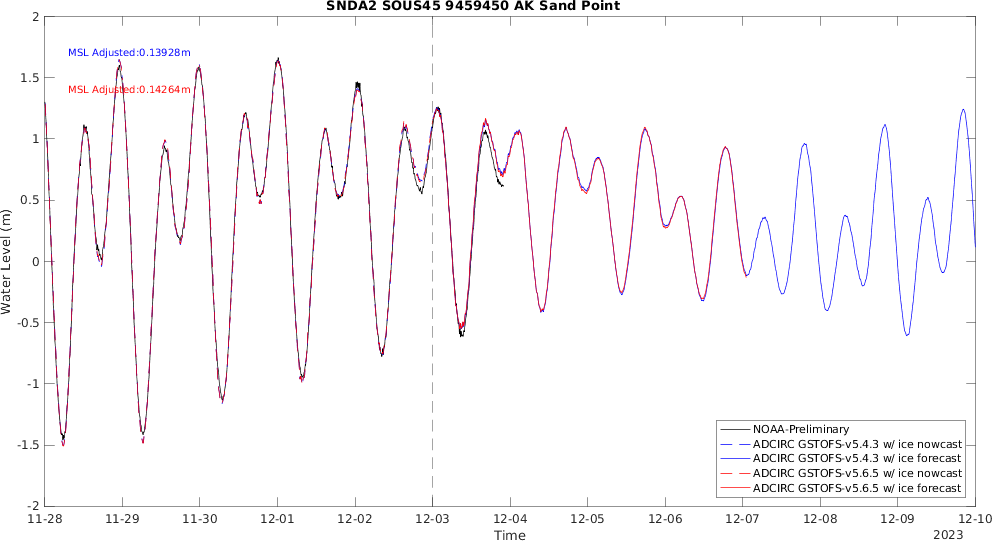 SNDA2 SOUS45 9459450 AK Sand Point
2
1.5
1
0.5
0
-0.5
-1
-1.5
-2
Water Level (m)
MSL Adjusted:0.13928m
MSL Adjusted:0.14264m
NOAA-Preliminary
ADCIRC GSTOFS-v5.4.3 w/ ice nowcast
ADCIRC GSTOFS-v5.4.3 w/ ice forecast
ADCIRC GSTOFS-v5.6.5 w/ ice nowcast
ADCIRC GSTOFS-v5.6.5 w/ ice forecast
11-28 11-29 11-30 12-01 12-02 12-03 12-04 12-05 12-06 12-07 12-08 12-09 12-10
Time
2023